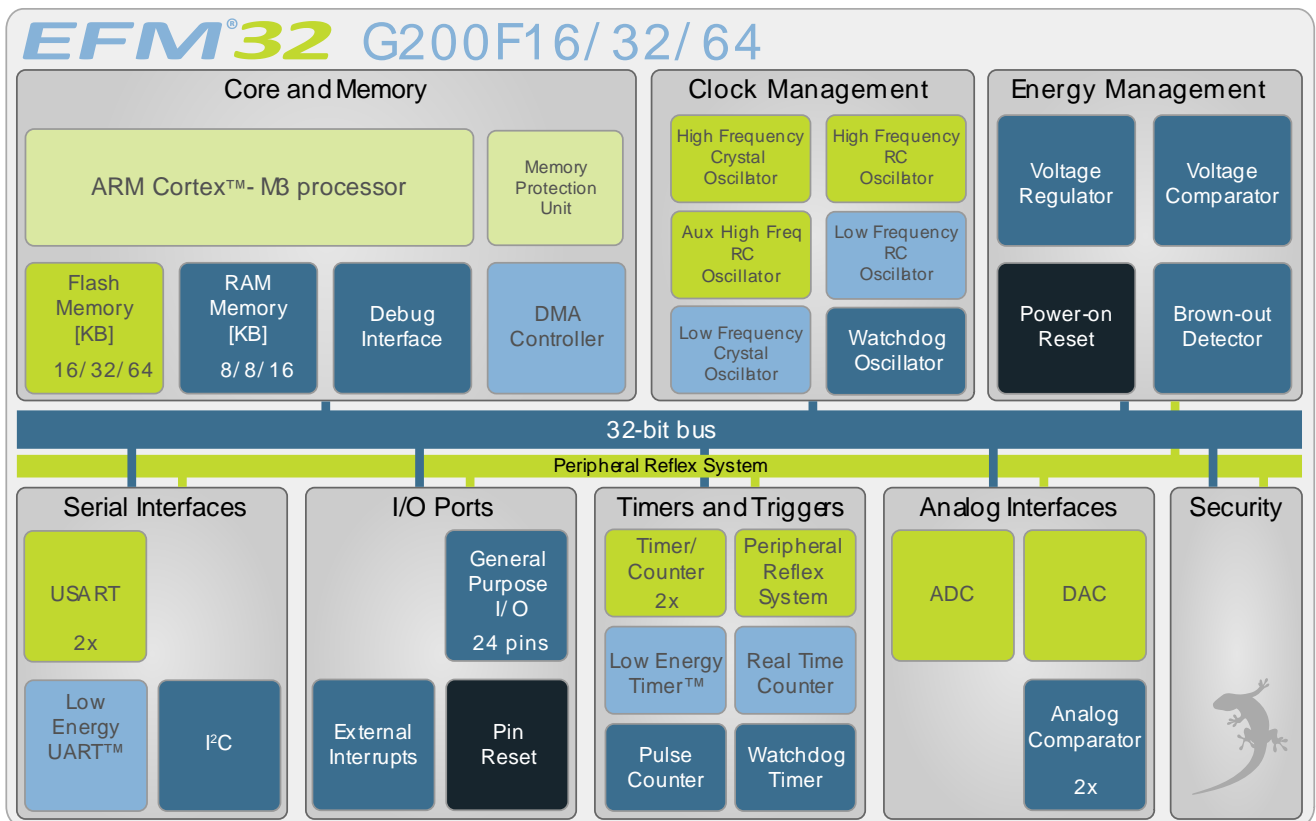 EFM®32 G200F16/32/64
Core and Memory
ARM Cortex™- M3 processor
Memory
Protection
Unit
Flash
Memory
[KB]
16/32/64
RAM
Memory
[KB]
8/8/16
Debug
Interface
DMA
Controller
Clock Management
High Frequency
Crystal
Oscillator
High Frequency
RC
Oscillator
Aux High Freq
RC
Oscillator
Low Frequency
RC
Oscillator
Low Frequency
Crystal
Oscillator
Watchdog
Oscillator
Energy Management
Voltage
Regulator
Voltage
Comparator
Power-on
Reset
Brown-out
Detector
32-bit bus
Peripheral Reflex System
Serial Interfaces
USART
2x
Low
Energy
UART™
I²C
I/O Ports
General
Purpose
I/O
24 pins
External
Interrupts
Pin
Reset
Timers and Triggers
Timer/
Counter
2x
Peripheral
Reflex
System
Low Energy
Timer™
Real Time
Counter
Pulse
Counter
Watchdog
Timer
Analog Interfaces
ADC
DAC
Analog
Comparator
2x
Security